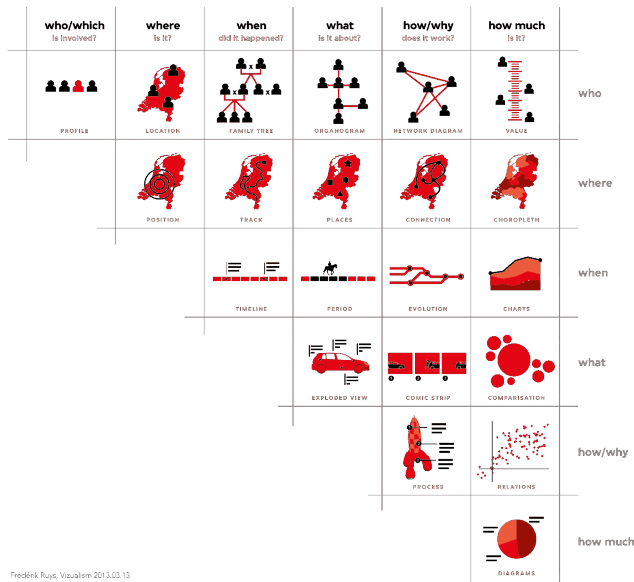 who/which where when what how/why how much
is involved? is it? did it happened? is it about? does it work? is it?
who
PROFILE LOCATION FAMILY TREE ORGANOGRAM NETWORK DIAGRAM VALUE
where
POSITION TRACK PLACES CONNECTION CHOROPLETH
when
TIMELINE PERIOD EVOLUTION CHARTS
what
1 2 3
EXPLODED VIEW COMIC STRIP COMPARISATION
how/why
PROCESS RELATIONS
how much
DIAGRAMS
Frédérik Ruys, Vizualism 2013.03.13